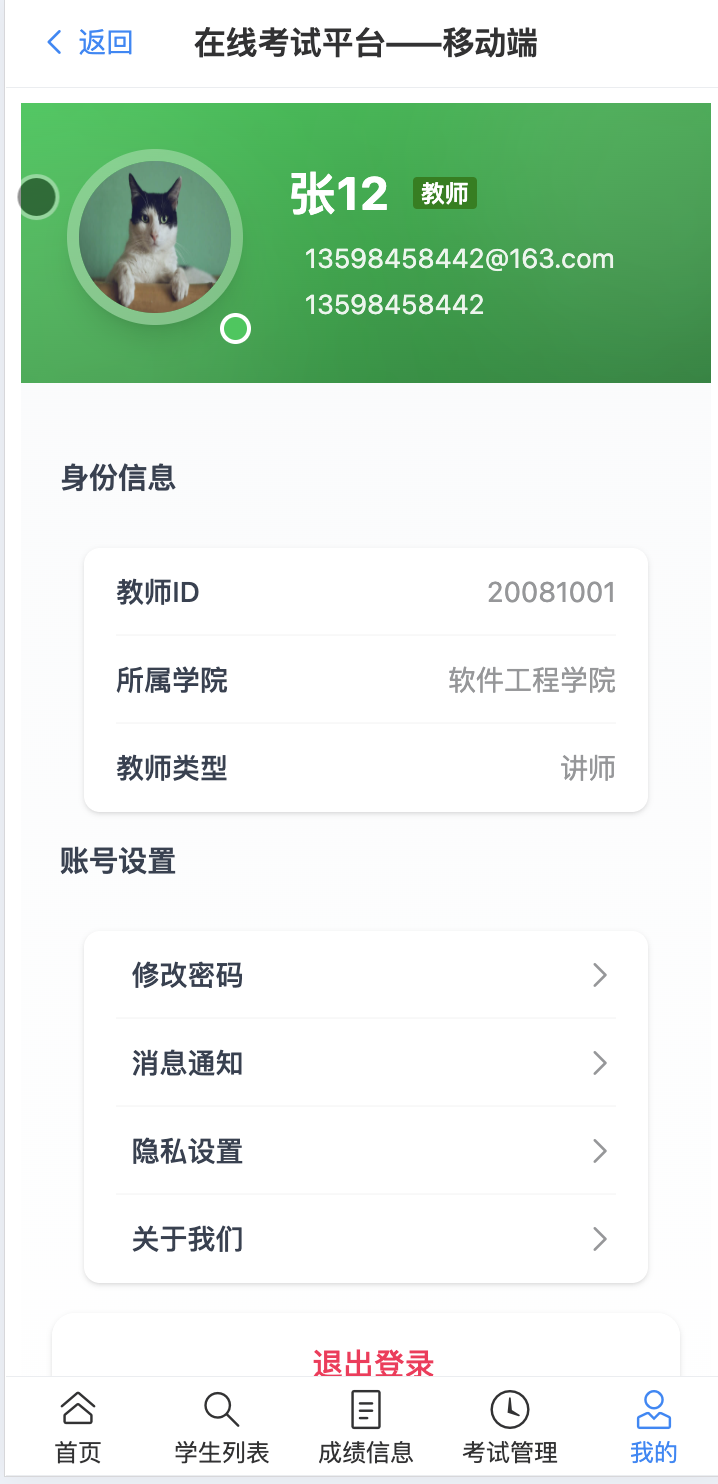 返回 在线考试平台——移动端
张12 教师
13598458442@163.com
13598458442
身份信息
教师ID 20081001
所属学院 软件工程学院
教师类型 讲师
账号设置
修改密码
消息通知
隐私设置
关于我们
退出登录
首页 学生列表 成绩信息 考试管理 我的